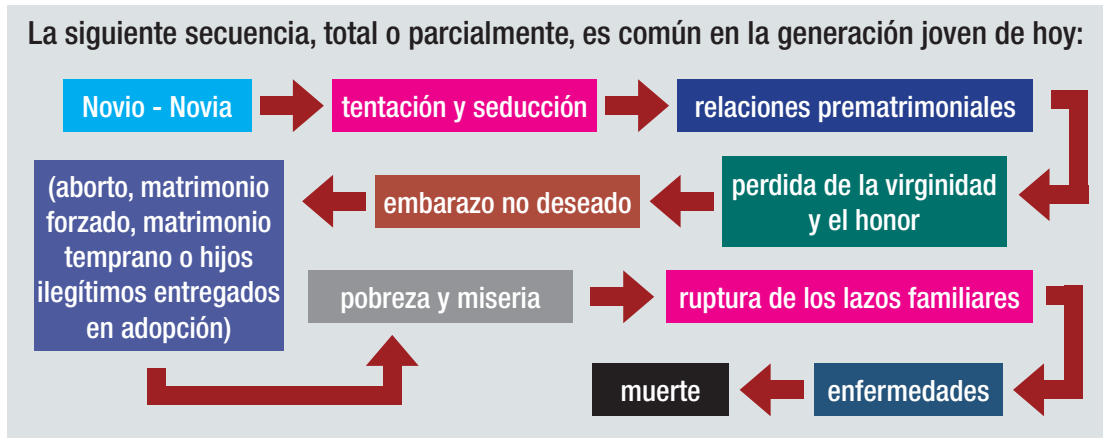 La siguiente secuencia, total o parcialmente, es común en la generación joven de hoy:
Novio - Novia
tentación y seducción
relaciones prematrimoniales
perdida de la virginidad
y el honor
embarazo no deseado
(aborto, matrimonio
forzado, matrimonio
temprano o hijos
ilegítimos entregados
en adopción)
pobreza y miseria
ruptura de los lazos familiares
enfermedades
muerte